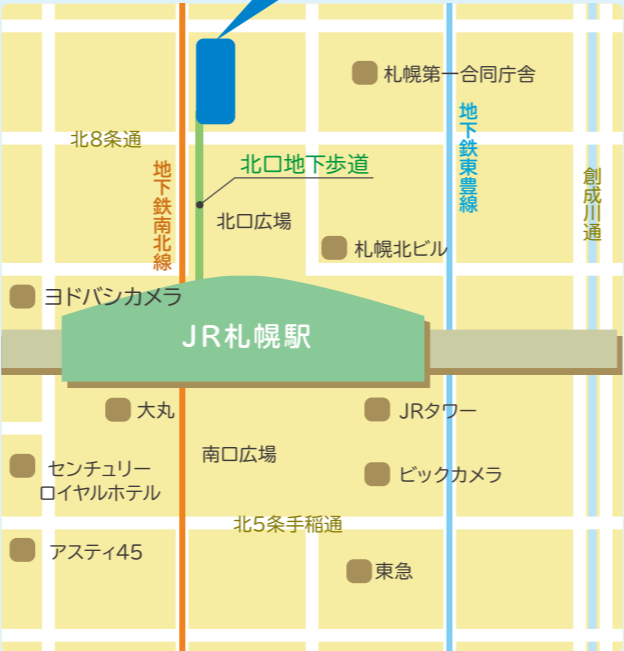 札幌第一合同庁舎
地下鉄東豊線
北8条通
地下鉄南北線
北口地下歩道
創成川通
北口広場
札幌北ビル
ヨドバシカメラ
JR札幌駅
大丸
JRタワー
南口広場
センチュリー
ロイヤルホテル
ビックカメラ
北5条手稲通
アスティ45
東急